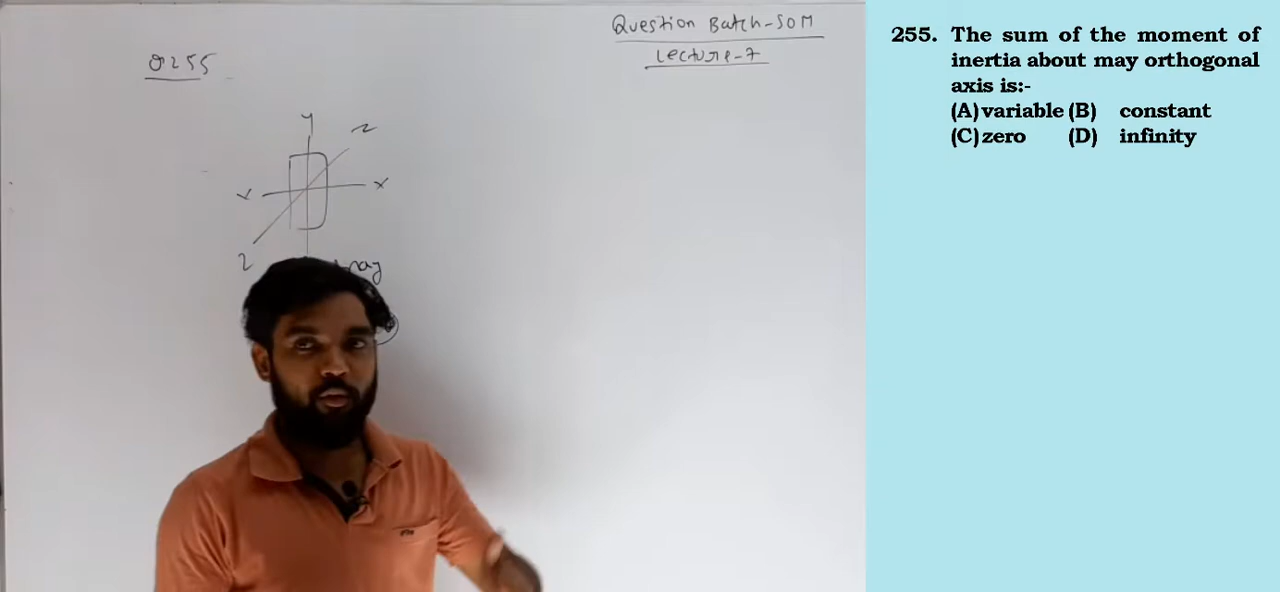 Question Batch-SOM
Lecture-7
Q255
y
z
x
x
z
255. The sum of the moment of
inertia about may orthogonal
axis is:-
(A) variable (B) constant
(C) zero (D) infinity